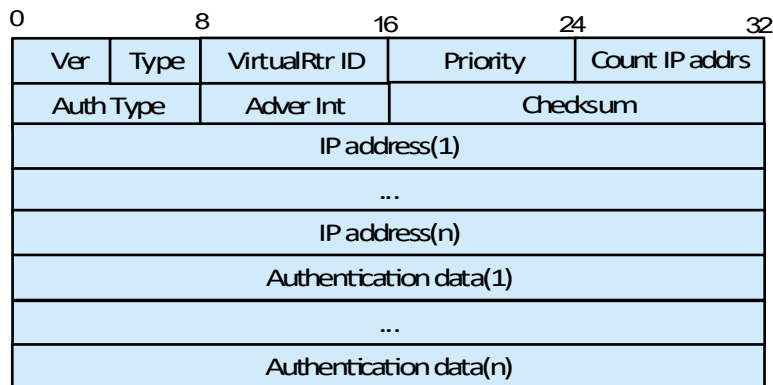 0 8 16 24 32
Ver Type VirtualRtr ID Priority Count IP addrs
Auth Type Adver Int Checksum
IP address(1)
...
IP address(n)
Authentication data(1)
...
Authentication data(n)